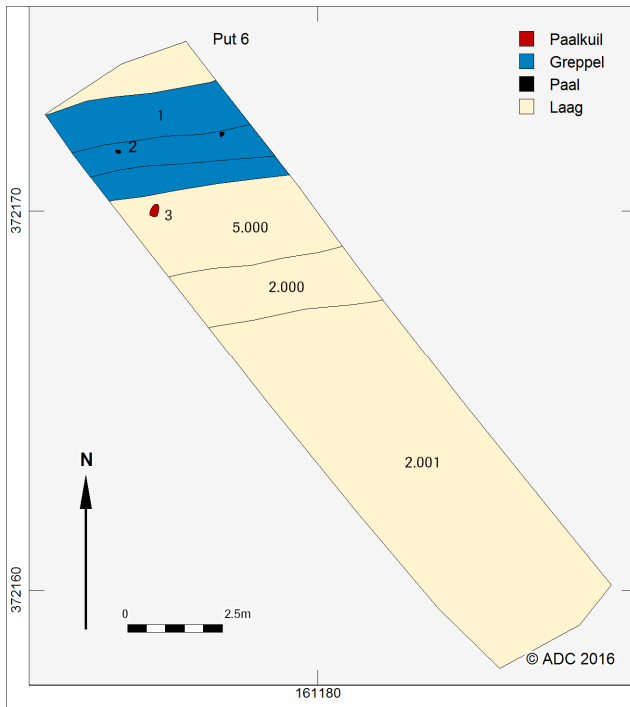 Put 6
Paalkuil
Greppel
Paal
Laag
1
2
3
5.000
2.000
2.001
372170
372160
N
0 2.5m
© ADC 2016
161180